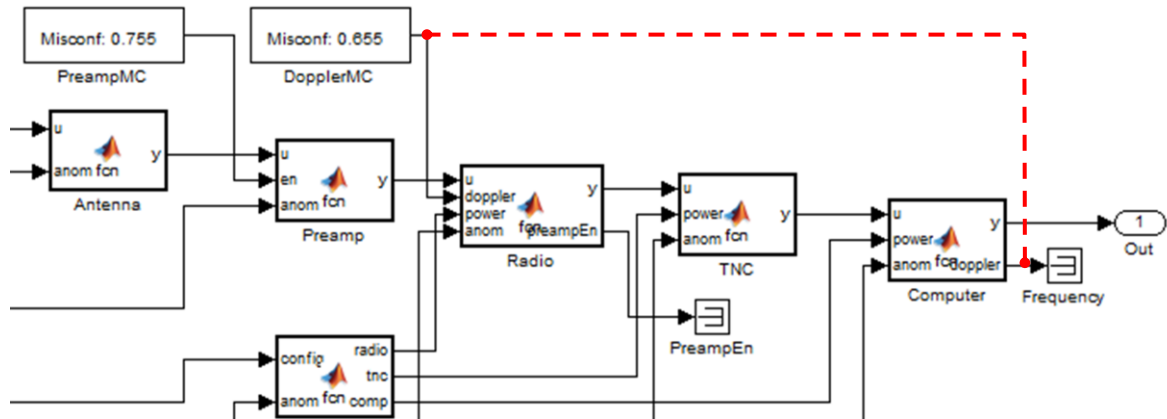 Misconf: 0.755
PreampMC
Misconf: 0.655
DopplerMC
u
anom
fcn
y
Antenna
u
en
anom
fcn
y
Preamp
u
doppler
power
anom
fcn
y
preampEn
Radio
u
power
anom
fcn
y
TNC
u
power
anom
fcn
y
doppler
Computer
1
Out
Frequency
PreampEn
config
anom
fcn
radio
tnc
comp